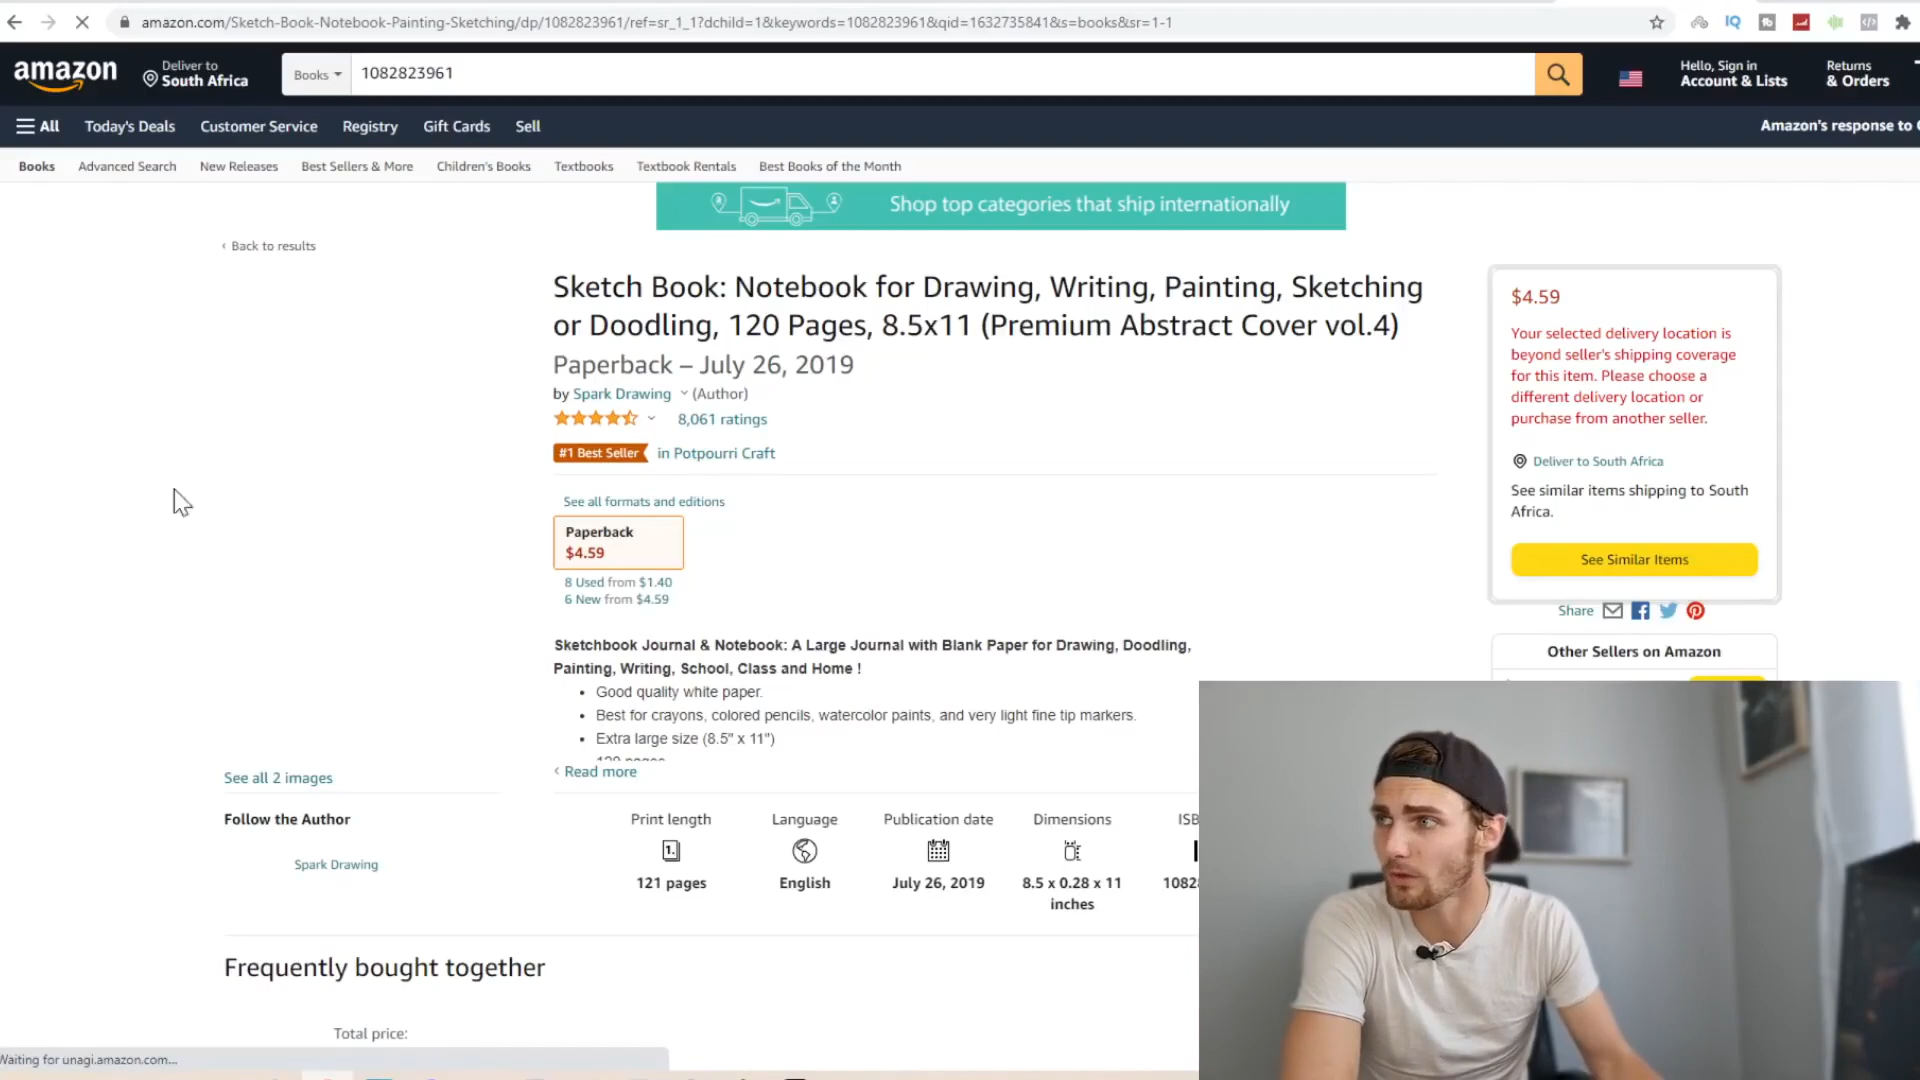 amazon.com/Sketch-Book-Notebook-Painting-Sketching/dp/1082823961/ref=sr_1_1?dchild=1&keywords=1082823961&qid=1632735841&s=books&sr=1-1
amazon
Deliver to
South Africa
Books
1082823961
Hello, Sign in
Account & Lists
Returns
& Orders
All
Today's Deals
Customer Service
Registry
Gift Cards
Sell
Amazon's response to
Books
Advanced Search
New Releases
Best Sellers & More
Children's Books
Textbooks
Textbook Rentals
Best Books of the Month
Shop top categories that ship internationally
‹ Back to results
Sketch Book: Notebook for Drawing, Writing, Painting, Sketching
or Doodling, 120 Pages, 8.5x11 (Premium Abstract Cover vol.4)
Paperback – July 26, 2019
by Spark Drawing (Author)
8,061 ratings
#1 Best Seller in Potpourri Craft
See all formats and editions
Paperback
$4.59
8 Used from $1.40
6 New from $4.59
Sketchbook Journal & Notebook: A Large Journal with Blank Paper for Drawing, Doodling,
Painting, Writing, School, Class and Home !
• Good quality white paper.
• Best for crayons, colored pencils, watercolor paints, and very light fine tip markers.
• Extra large size (8.5" x 11")
120 pages
‹ Read more
$4.59
Your selected delivery location is
beyond seller's shipping coverage
for this item. Please choose a
different delivery location or
purchase from another seller.
Deliver to South Africa
See similar items shipping to South
Africa.
See Similar Items
Share
Other Sellers on Amazon
See all 2 images
Follow the Author
Spark Drawing
Print length
121 pages
Language
English
Publication date
July 26, 2019
Dimensions
8.5 x 0.28 x 11
inches
ISB
1082
Frequently bought together
Total price:
Waiting for unagi.amazon.com...
IQ